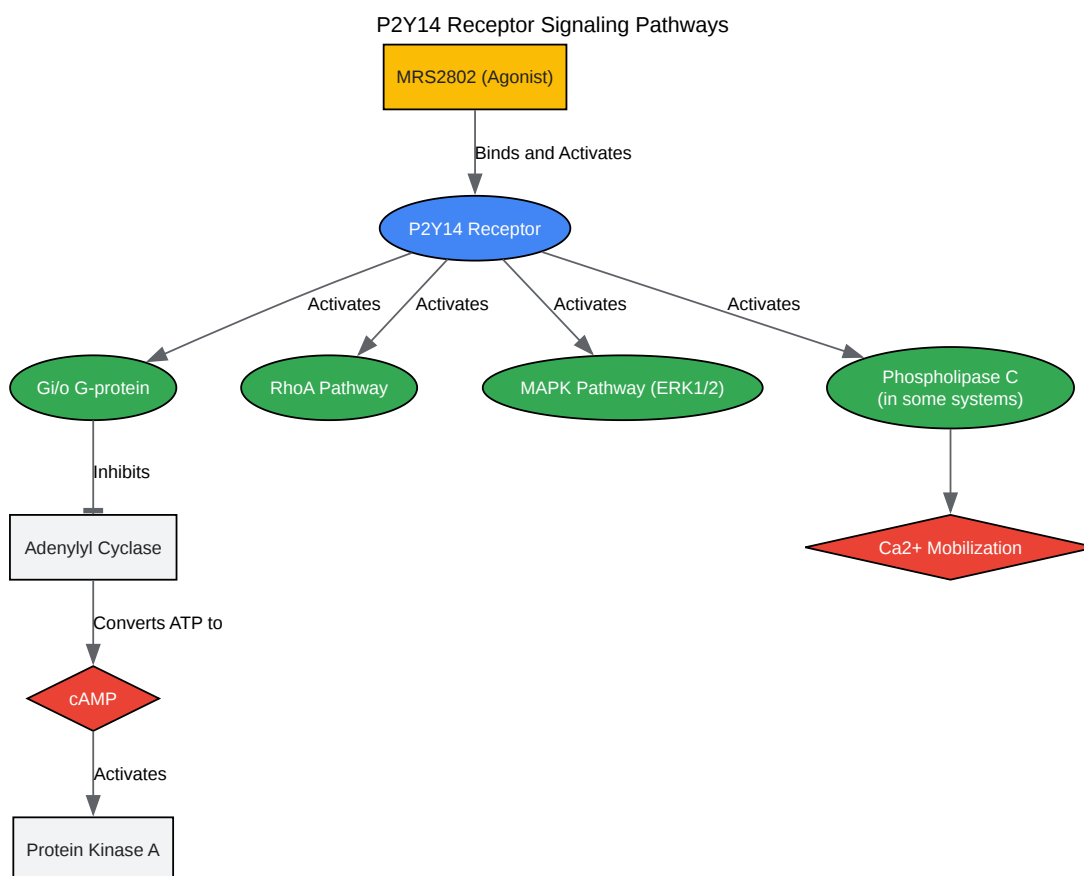 P2Y14 Receptor Signaling Pathways
MRS2802 (Agonist)
Binds and Activates
P2Y14 Receptor
Activates
Activates
Activates
Activates
Gi/o G-protein
RhoA Pathway
MAPK Pathway (ERK1/2)
Phospholipase C
(in some systems)
Inhibits
Adenylyl Cyclase
Ca2+ Mobilization
Converts ATP to
cAMP
Activates
Protein Kinase A